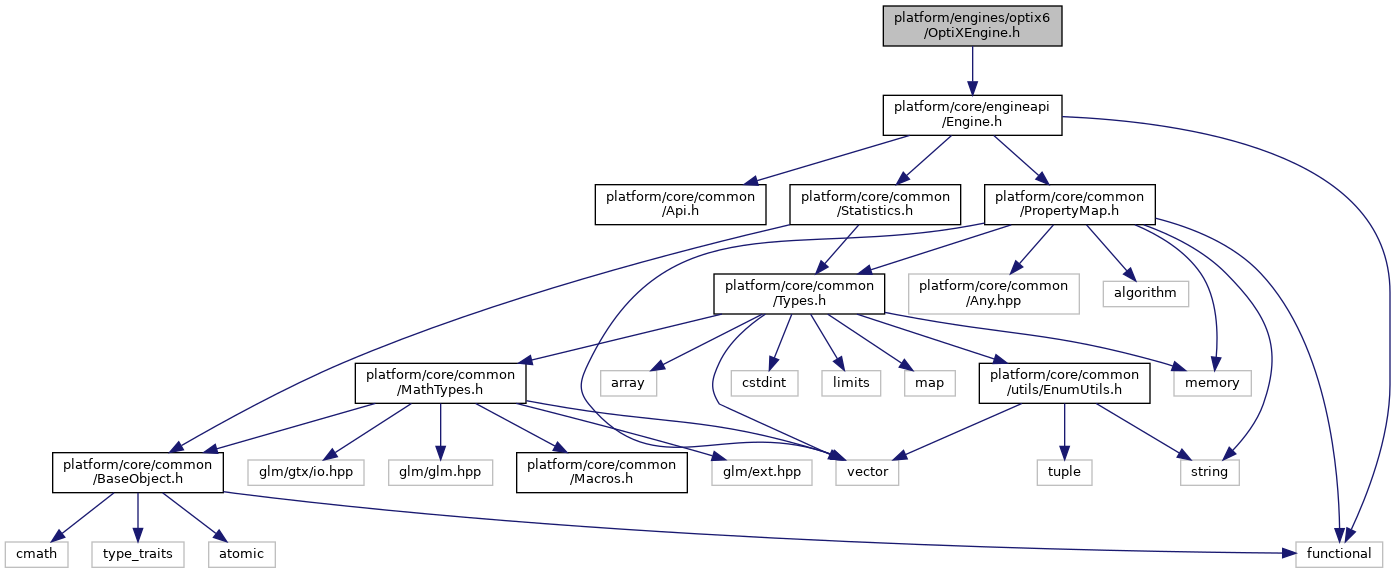 platform/engines/optix6
/OptiXEngine.h
platform/core/engineapi
/Engine.h
platform/core/common
/Api.h
platform/core/common
/Statistics.h
platform/core/common
/PropertyMap.h
platform/core/common
/Types.h
platform/core/common
/Any.hpp
algorithm
platform/core/common
/MathTypes.h
array
cstdint
limits
map
platform/core/common
/utils/EnumUtils.h
memory
platform/core/common
/BaseObject.h
glm/gtx/io.hpp
glm/glm.hpp
platform/core/common
/Macros.h
glm/ext.hpp
vector
tuple
string
cmath
type_traits
atomic
functional